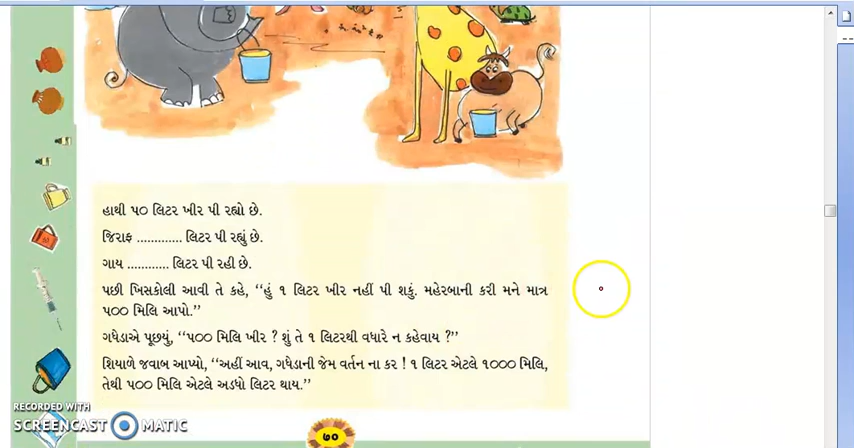 હાથી ૫૦ લિટર ખીર પી રહ્યો છે.
જિરાફ ............. લિટર પી રહ્યું છે.
ગાય ............ લિટર પી રહી છે.
પછી ખિસકોલી આવી તે કહે, ‘‘હું ૧ લિટર ખીર નહીં પી શકું. મહેરબાની કરી મને માત્ર
૫૦૦ મિલિ આપો.’’
ગધેડાએ પૂછ્યું, ‘‘૫૦૦ મિલિ ખીર ? શું તે ૧ લિટરથી વધારે ન કહેવાય ?’’
શિયાળે જવાબ આપ્યો, ‘‘અહીં આવ, ગધેડાની જેમ વર્તન ના કર ! ૧ લિટર એટલે ૧૦૦૦ મિલિ,
તેથી ૫૦૦ મિલિ એટલે અડધો લિટર થાય.’’
RECORDED WITH
SCREENCAST MATIC
૭૦